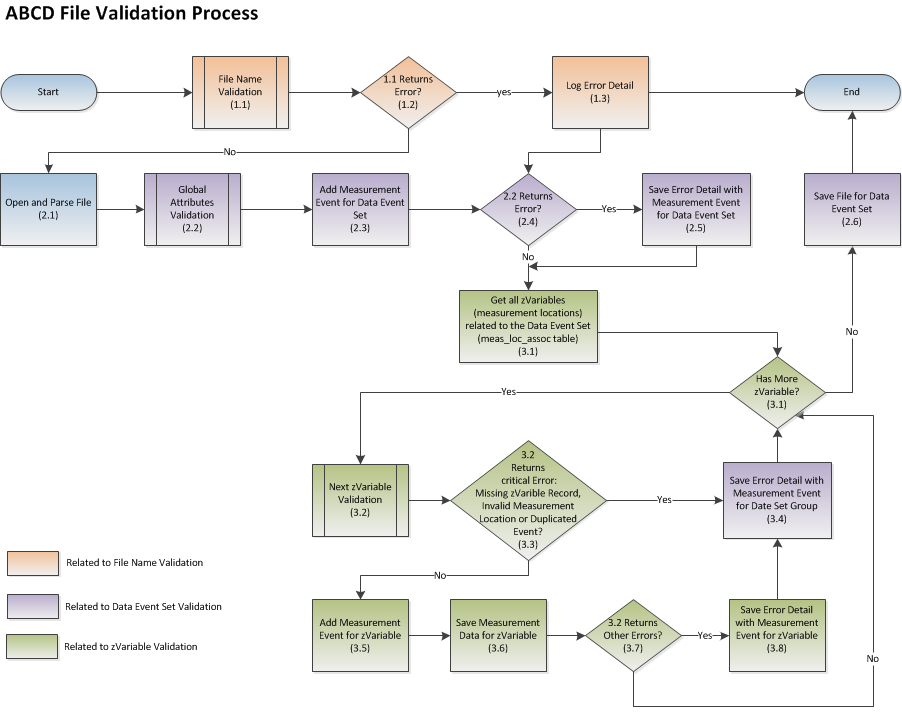 ABCD File Validation Process
Start
File Name
Validation
(1.1)
1.1 Returns
Error?
(1.2)
yes
Log Error Detail
(1.3)
End
No
Open and Parse File
(2.1)
Global
Attributes
Validation
(2.2)
Add Measurement
Event for Data Event
Set
(2.3)
2.2 Returns
Error?
(2.4)
Yes
Save Error Detail with
Measurement Event
for Data Event Set
(2.5)
Save File for Data
Event Set
(2.6)
No
Get all zVariables
(measurement locations)
related to the Data Event Set
(meas_loc_assoc table)
(3.1)
No
Has More
zVariable?
(3.1)
Yes
Next zVariable
Validation
(3.2)
3.2
Returns
critical Error:
Missing zVarible Record,
Invalid Measurement
Location or Duplicated
Event?
(3.3)
Yes
Save Error Detail with
Measurement Event
for Date Set Group
(3.4)
No
Add Measurement
Event for zVariable
(3.5)
Save Measurement
Data for zVariable
(3.6)
3.2 Returns
Other Errors?
(3.7)
Yes
Save Error Detail
with Measurement
Event for zVariable
(3.8)
No
Related to File Name Validation
Related to Data Event Set Validation
Related to zVariable Validation